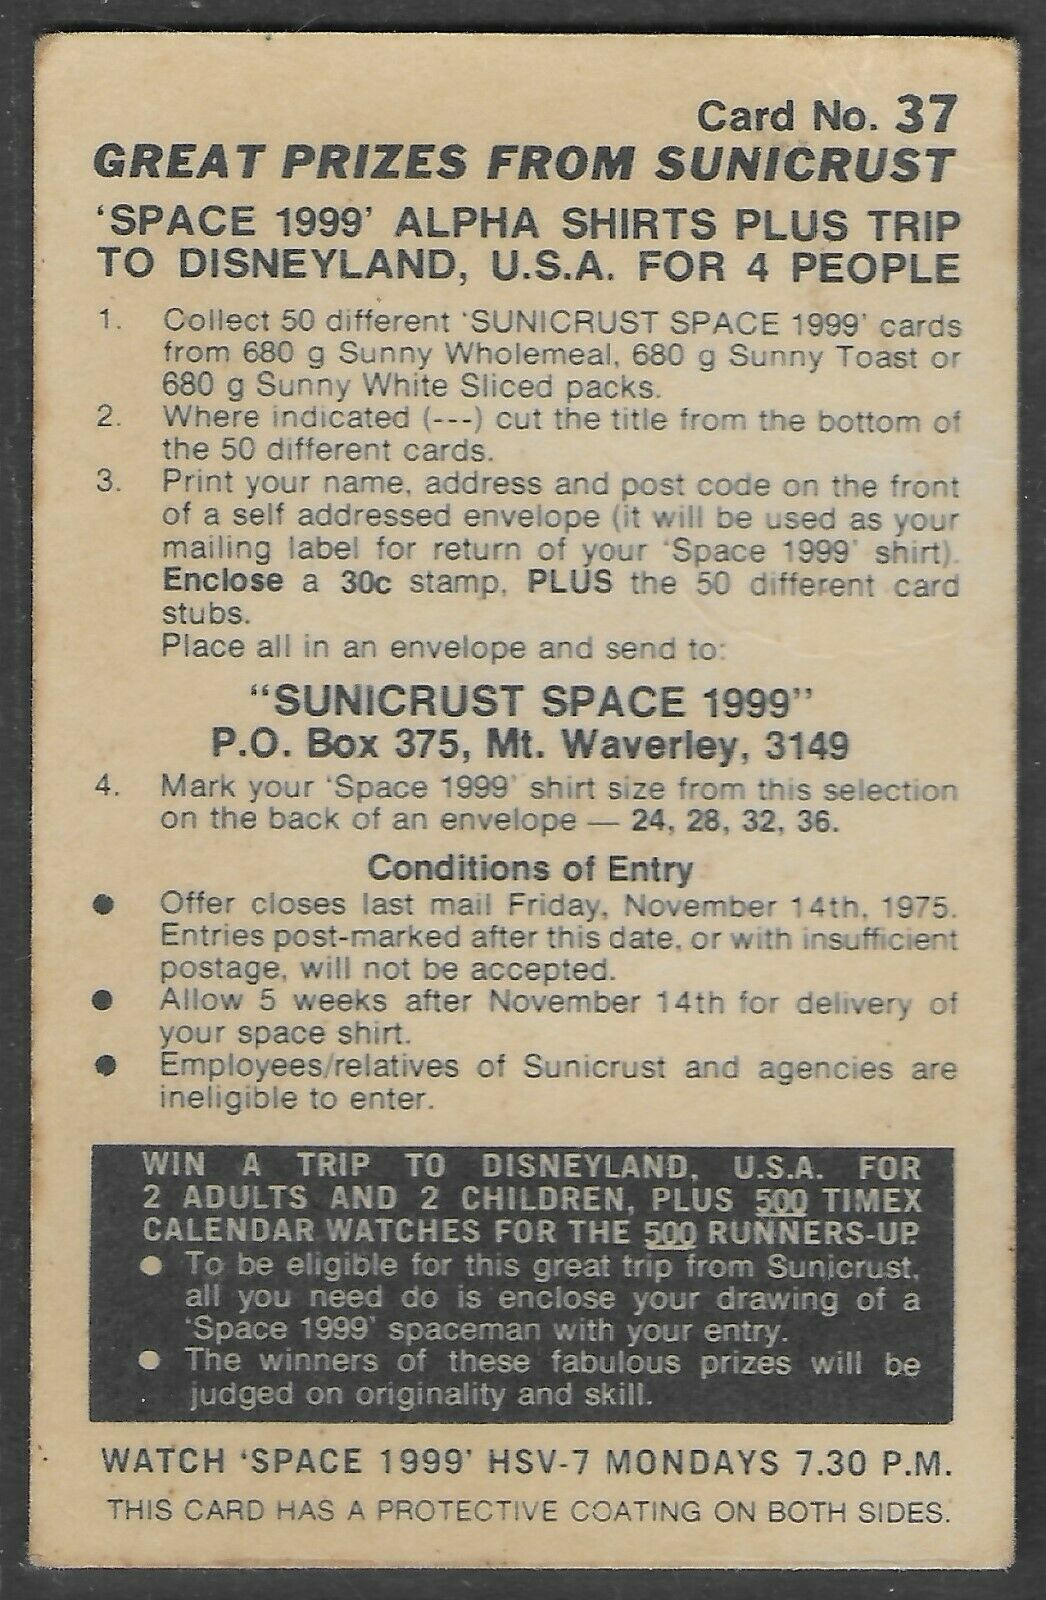 Card No. 37
GREAT PRIZES FROM SUNICRUST
'SPACE 1999' ALPHA SHIRTS PLUS TRIP
TO DISNEYLAND, U.S.A. FOR 4 PEOPLE
1. Collect 50 different 'SUNICRUST SPACE 1999' cards
from 680 g Sunny Wholemeal, 680 g Sunny Toast or
680 g Sunny White Sliced packs.
2. Where indicated (---) cut the title from the bottom of
the 50 different cards.
3. Print your name, address and post code on the front
of a self addressed envelope (it will be used as your
mailing label for return of your 'Space 1999' shirt).
Enclose a 30c stamp, PLUS the 50 different card
stubs.
Place all in an envelope and send to:
"SUNICRUST SPACE 1999"
P.O. Box 375, Mt. Waverley, 3149
4. Mark your 'Space 1999' shirt size from this selection
on the back of an envelope — 24, 28, 32, 36.
Conditions of Entry
● Offer closes last mail Friday, November 14th, 1975.
Entries post-marked after this date, or with insufficient
postage, will not be accepted.
● Allow 5 weeks after November 14th for delivery of
your space shirt.
● Employees/relatives of Sunicrust and agencies are
ineligible to enter.
WIN A TRIP TO DISNEYLAND, U.S.A. FOR
2 ADULTS AND 2 CHILDREN, PLUS 500 TIMEX
CALENDAR WATCHES FOR THE 500 RUNNERS-UP.
● To be eligible for this great trip from Sunicrust,
all you need do is enclose your drawing of a
'Space 1999' spaceman with your entry.
● The winners of these fabulous prizes will be
judged on originality and skill.
WATCH 'SPACE 1999' HSV-7 MONDAYS 7.30 P.M.
THIS CARD HAS A PROTECTIVE COATING ON BOTH SIDES.